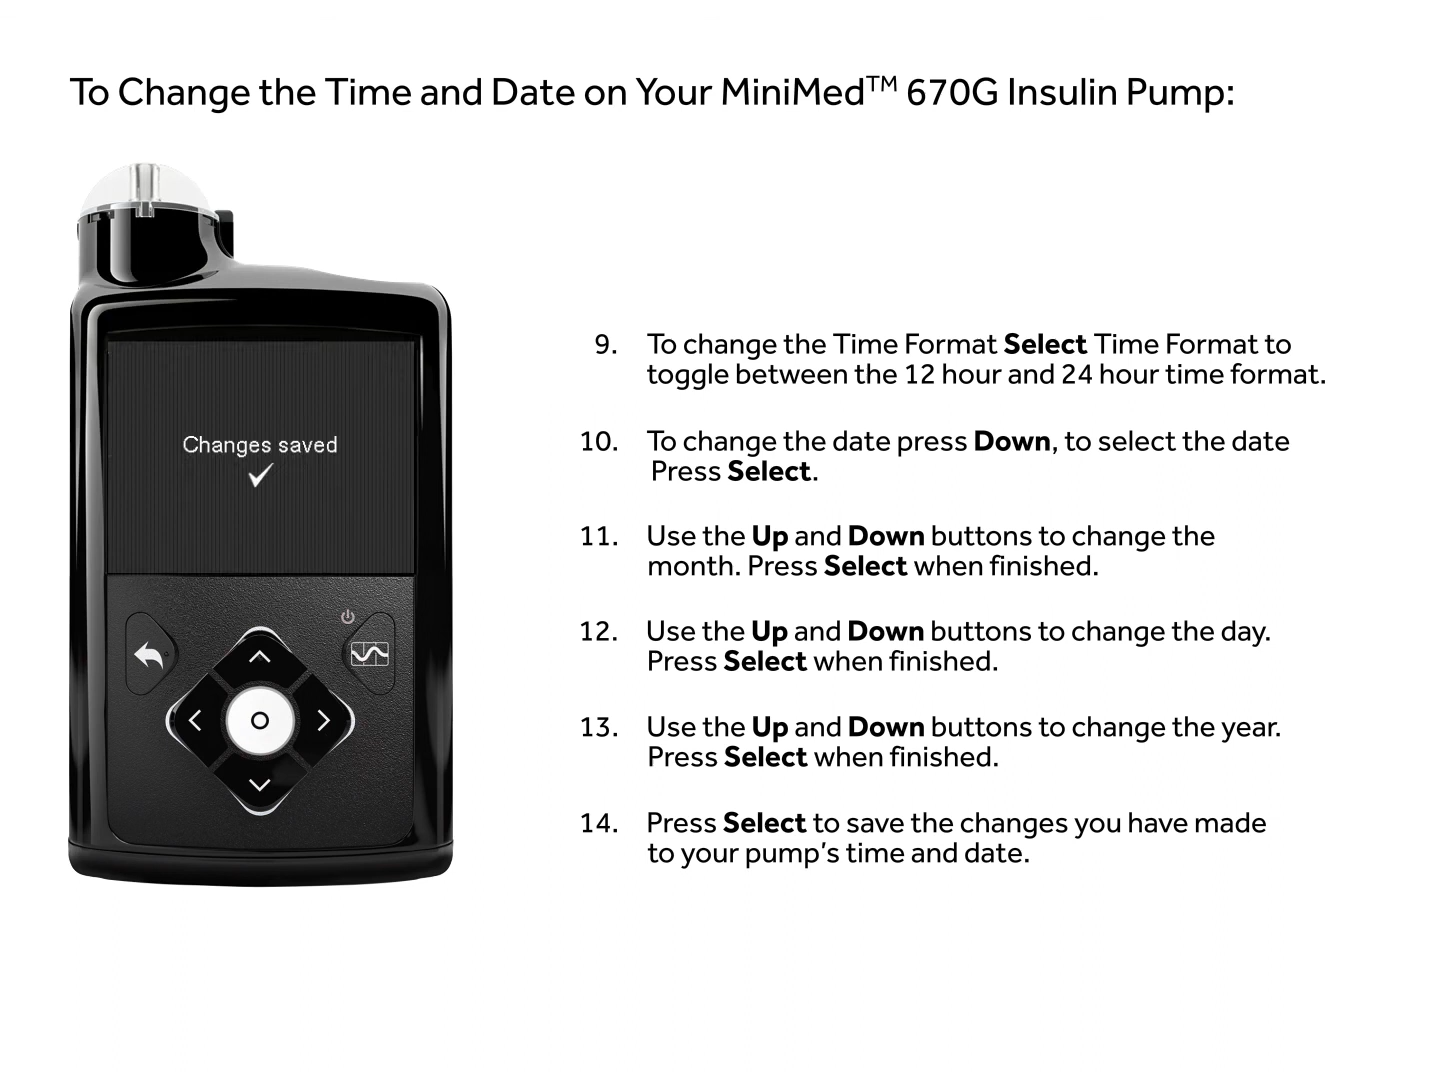 To Change the Time and Date on Your MiniMed™ 670G Insulin Pump:
Changes saved
9. To change the Time Format Select Time Format to
toggle between the 12 hour and 24 hour time format.
10. To change the date press Down, to select the date
Press Select.
11. Use the Up and Down buttons to change the
month. Press Select when finished.
12. Use the Up and Down buttons to change the day.
Press Select when finished.
13. Use the Up and Down buttons to change the year.
Press Select when finished.
14. Press Select to save the changes you have made
to your pump's time and date.